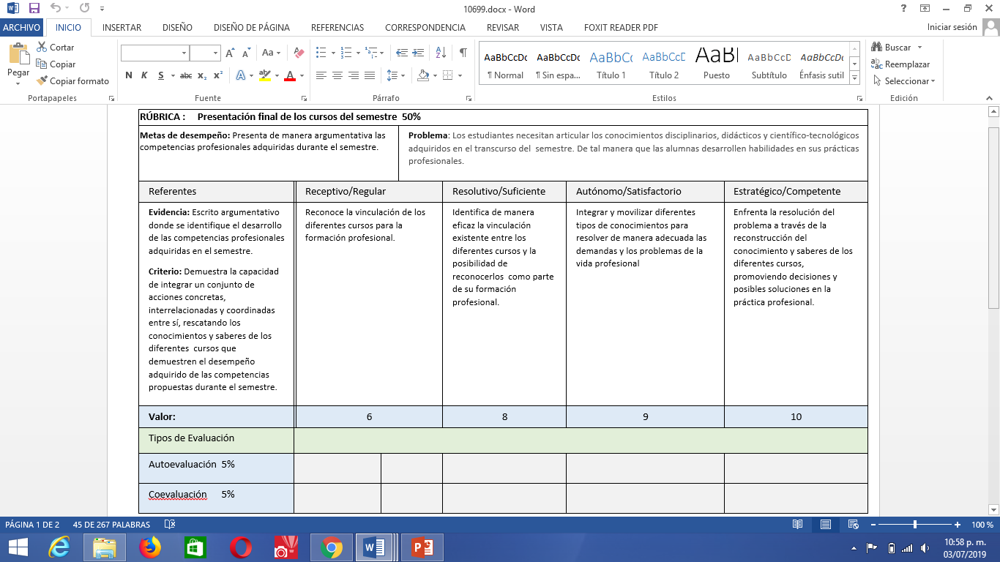 10699.docx - Word
ARCHIVO INICIO INSERTAR DISEÑO DISEÑO DE PÁGINA REFERENCIAS CORRESPONDENCIA REVISAR VISTA FOXIT READER PDF Iniciar sesión
Pegar
Cortar
Copiar
Copiar formato
Portapapeles
Aa
N K S abc x₂ x² A ab A
Fuente
Párrafo
AaBbCcDc AaBbCcDc AaBbCc AaBbCcD AaBl AaBbCcD AaBbCcDc
¶ Normal ¶ Sin espa... Título 1 Título 2 Puesto Subtítulo Énfasis sutil
Estilos
Buscar
Reemplazar
Seleccionar
Edición
RÚBRICA : Presentación final de los cursos del semestre 50%
Metas de desempeño: Presenta de manera argumentativa las
competencias profesionales adquiridas durante el semestre.
Problema: Los estudiantes necesitan articular los conocimientos disciplinarios, didácticos y científico-tecnológicos
adquiridos en el transcurso del semestre. De tal manera que las alumnas desarrollen habilidades en sus prácticas
profesionales.
Referentes
Receptivo/Regular
Resolutivo/Suficiente
Autónomo/Satisfactorio
Estratégico/Competente
Evidencia: Escrito argumentativo
donde se identifique el desarrollo
de las competencias profesionales
adquiridas en el semestre.
Criterio: Demuestra la capacidad
de integrar un conjunto de
acciones concretas,
interrelacionadas y coordinadas
entre sí, rescatando los
conocimientos y saberes de los
diferentes cursos que
demuestren el desempeño
adquirido de las competencias
propuestas durante el semestre.
Reconoce la vinculación de los
diferentes cursos para la
formación profesional.
Identifica de manera
eficaz la vinculación
existente entre los
diferentes cursos y la
posibilidad de
reconocerlos como parte
de su formación
profesional.
Integrar y movilizar diferentes
tipos de conocimientos para
resolver de manera adecuada las
demandas y los problemas de la
vida profesional
Enfrenta la resolución del
problema a través de la
reconstrucción del
conocimiento y saberes de los
diferentes cursos,
promoviendo decisiones y
posibles soluciones en la
práctica profesional.
Valor: 6 8 9 10
Tipos de Evaluación
Autoevaluación 5%
Coevaluación 5%
PÁGINA 1 DE 2 45 DE 267 PALABRAS 100 %
10:58 p. m.
03/07/2019